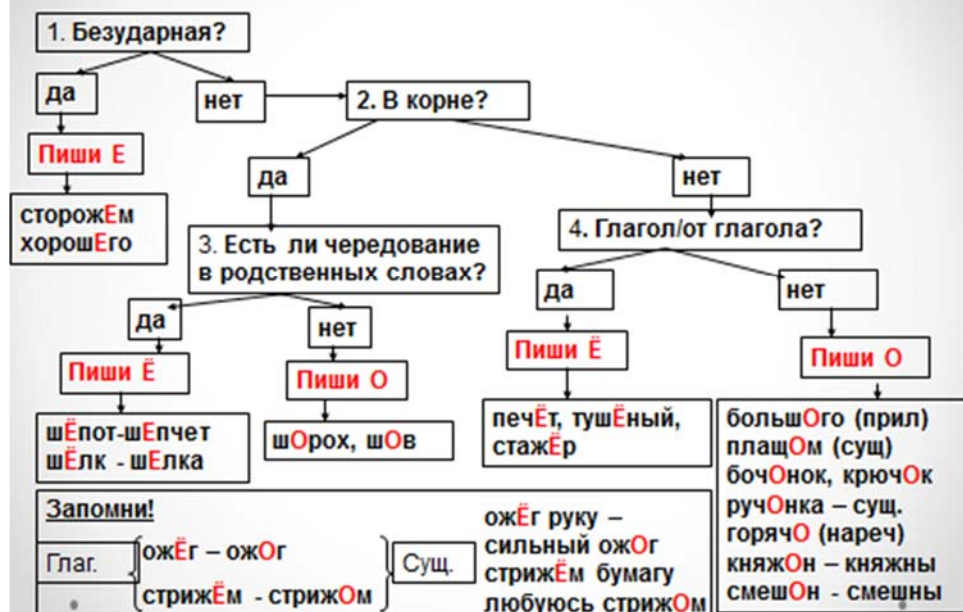 1. Безударная?
да
нет
2. В корне?
Пиши Е
сторожЕм
хорошЕго
да
нет
3. Есть ли чередование
в родственных словах?
4. Глагол/от глагола?
да
нет
Пиши Ё
Пиши О
шЁпот-шЕпчет
шЁлк - шЕлка
шОрох, шОв
да
нет
Пиши Ё
Пиши О
печЁт, тушЁный,
стажЁр
большОго (прил)
плащОм (сущ)
бочОнок, крючОк
ручОнка – сущ.
горячО (нареч)
княжОн – княжны
смешОн - смешны
Запомни!
Глаг.
ожЁг – ожОг
стрижЁм - стрижОм
Сущ.
ожЁг руку –
сильный ожОг
стрижЁм бумагу
любуюсь стрижОм